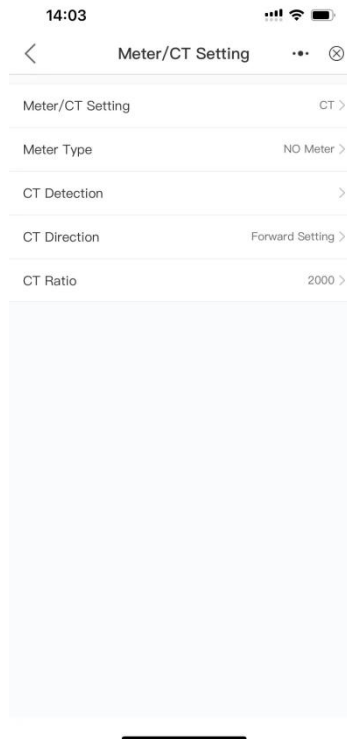 14:03
Meter/CT Setting
Meter/CT Setting CT
Meter Type NO Meter
CT Detection
CT Direction Forward Setting
CT Ratio 2000